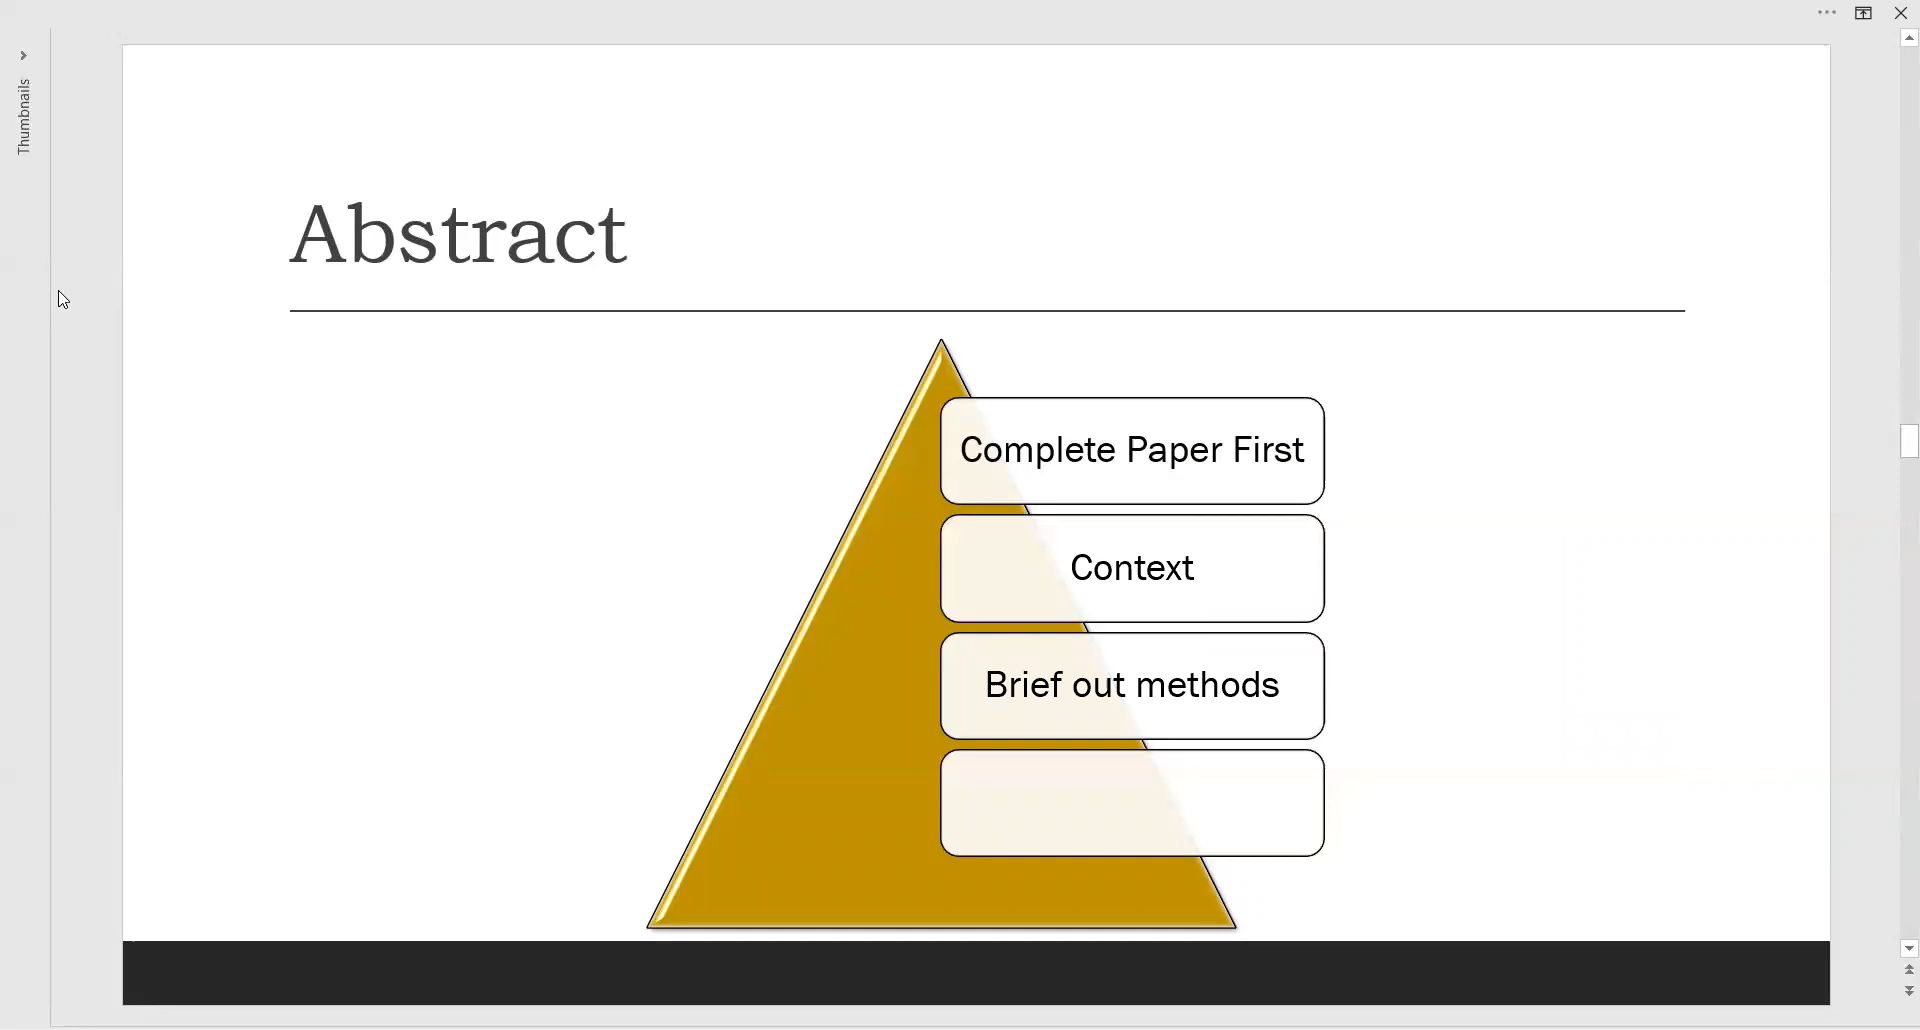 Thumbnails
Abstract
Complete Paper First
Context
Brief out methods